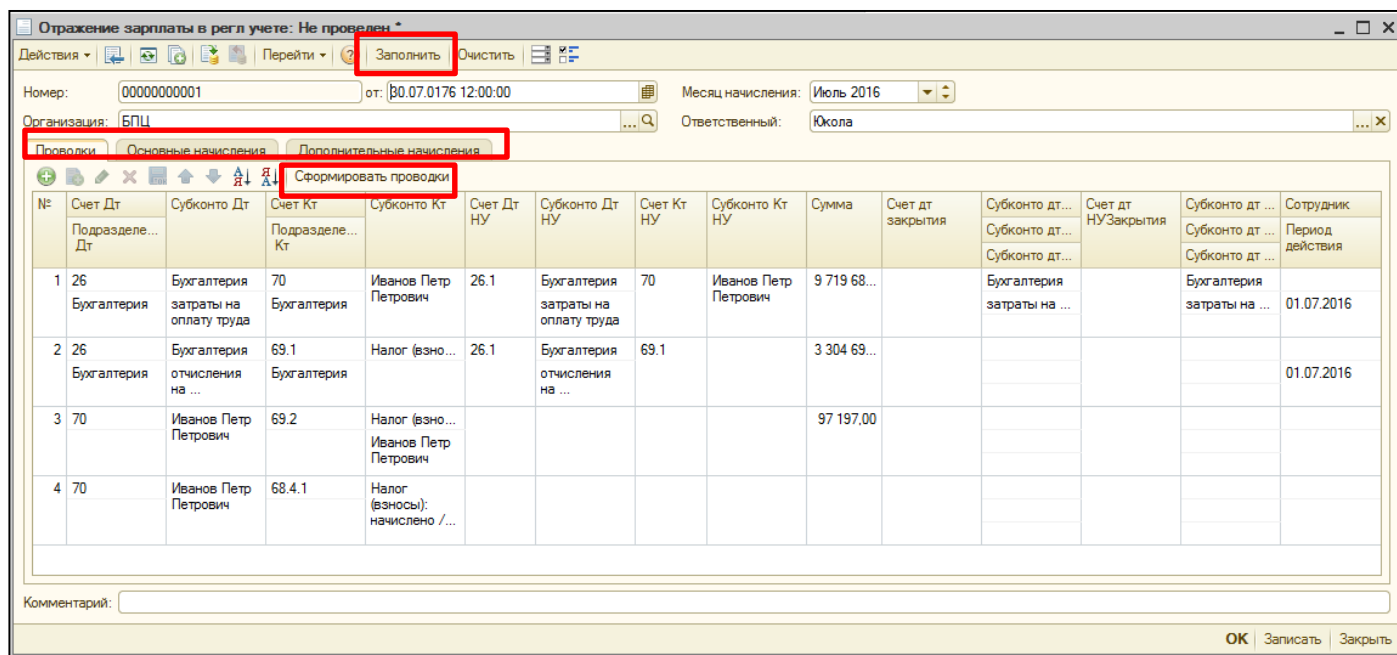 Отражение зарплаты в регл учете: Не проведен *
Действия Перейти Заполнить Очистить
Номер: 00000000001 от: 30.07.0176 12:00:00 Месяц начисления: Июль 2016
Организация: БПЦ ... Ответственный: Юкола ...
Проводки Основные начисления Дополнительные начисления
Сформировать проводки
№ Счет Дт Субконто Дт Счет Кт Субконто Кт Счет Дт НУ Субконто Дт НУ Счет Кт НУ Субконто Кт НУ Сумма Счет дт закрытия Субконто дт... Счет дт НУЗакрытия Субконто дт ... Сотрудник
Подразделе... Дт Подразделе... Кт Субконто дт... Субконто дт ... Период действия
Субконто дт... Субконто дт ...
1 26 Бухгалтерия 70 Иванов Петр Петрович 26.1 Бухгалтерия 70 Иванов Петр Петрович 9 719 68... Бухгалтерия Бухгалтерия
Бухгалтерия затраты на оплату труда Бухгалтерия затраты на оплату труда затраты на ... затраты на ... 01.07.2016
2 26 Бухгалтерия 69.1 Налог (взно... 26.1 Бухгалтерия 69.1 3 304 69...
Бухгалтерия отчисления на ... Бухгалтерия отчисления на ... 01.07.2016
3 70 Иванов Петр Петрович 69.2 Налог (взно... 97 197,00
Иванов Петр Петрович
4 70 Иванов Петр Петрович 68.4.1 Налог (взносы): начислено /...
Комментарий:
OK Записать Закрыть